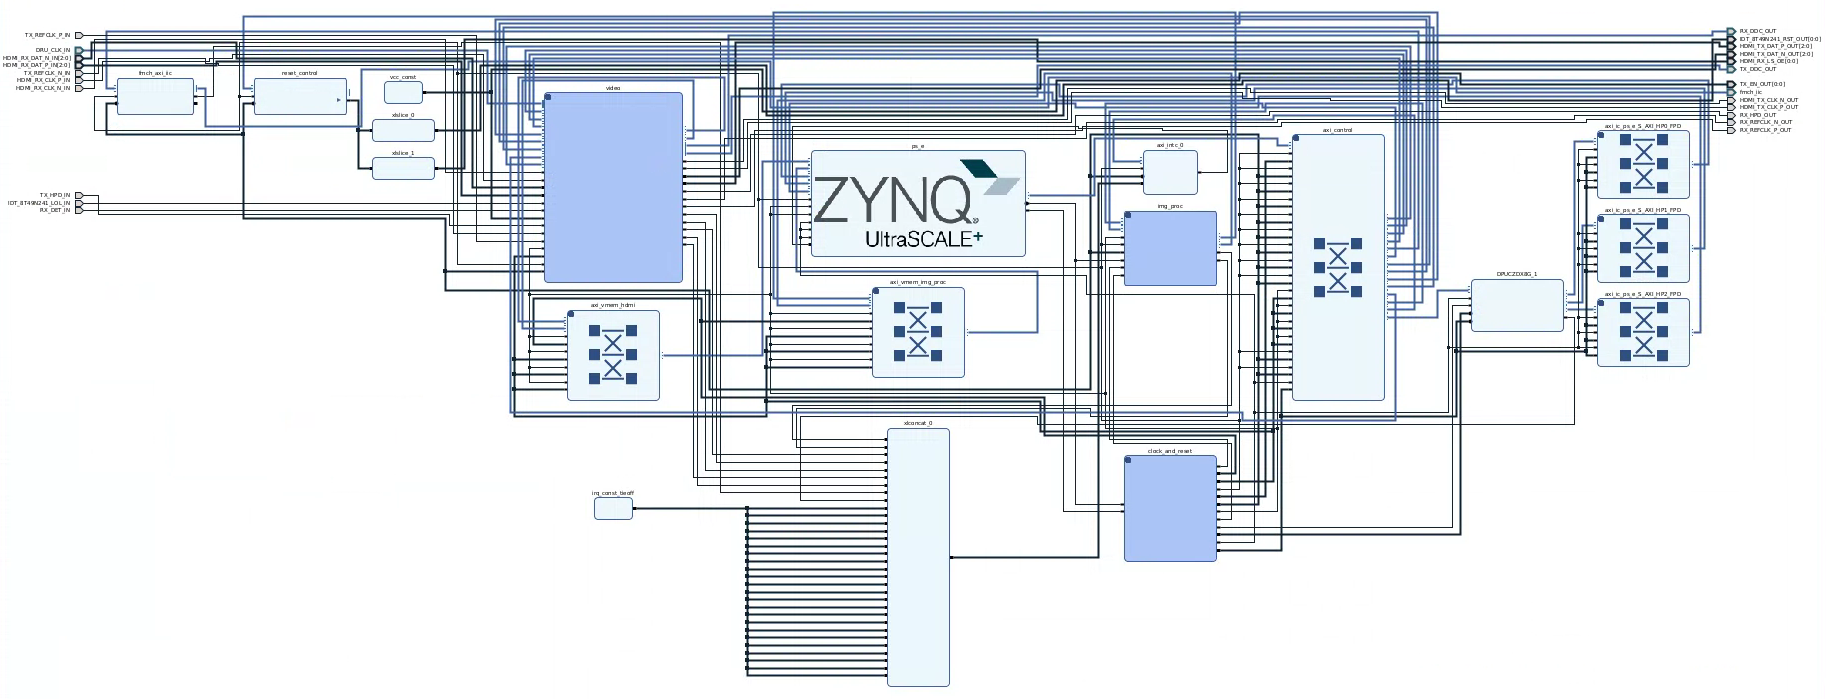 TX_REFCLK_P_IN
DRU_CLK_IN
HDMI_RX_DAT_N_IN[2:0]
HDMI_RX_DAT_P_IN[2:0]
TX_REFCLK_N_IN
HDMI_RX_CLK_P_IN
HDMI_RX_CLK_N_IN
TX_HPD_IN
IDT_8T49N241_LOL_IN
RX_DET_IN
fmch_axi_iic
reset_control
vcc_const
xlslice_0
xlslice_1
video
ps_e
ZYNQ
UltraSCALE+
axi_intc_0
img_proc
axi_control
axi_vmem_hdmi
axi_vmem_img_proc
xlconcat_0
irq_const_tieoff
clock_and_reset
DPUCZDX8G_1
axi_ic_ps_e_S_AXI_HP0_FPD
axi_ic_ps_e_S_AXI_HP1_FPD
axi_ic_ps_e_S_AXI_HP2_FPD
RX_DDC_OUT
IDT_8T49N241_RST_OUT[0:0]
HDMI_TX_DAT_P_OUT[2:0]
HDMI_TX_DAT_N_OUT[2:0]
HDMI_RX_LS_OE[0:0]
TX_DDC_OUT
TX_EN_OUT[0:0]
fmch_iic
HDMI_TX_CLK_N_OUT
HDMI_TX_CLK_P_OUT
RX_HPD_OUT
RX_REFCLK_N_OUT
RX_REFCLK_P_OUT